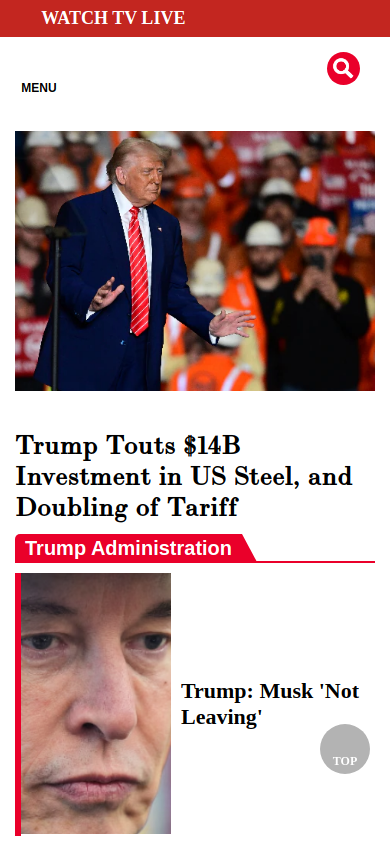 WATCH TV LIVE
MENU
Trump Touts $14B
Investment in US Steel, and
Doubling of Tariff
Trump Administration
Trump: Musk 'Not
Leaving'
TOP